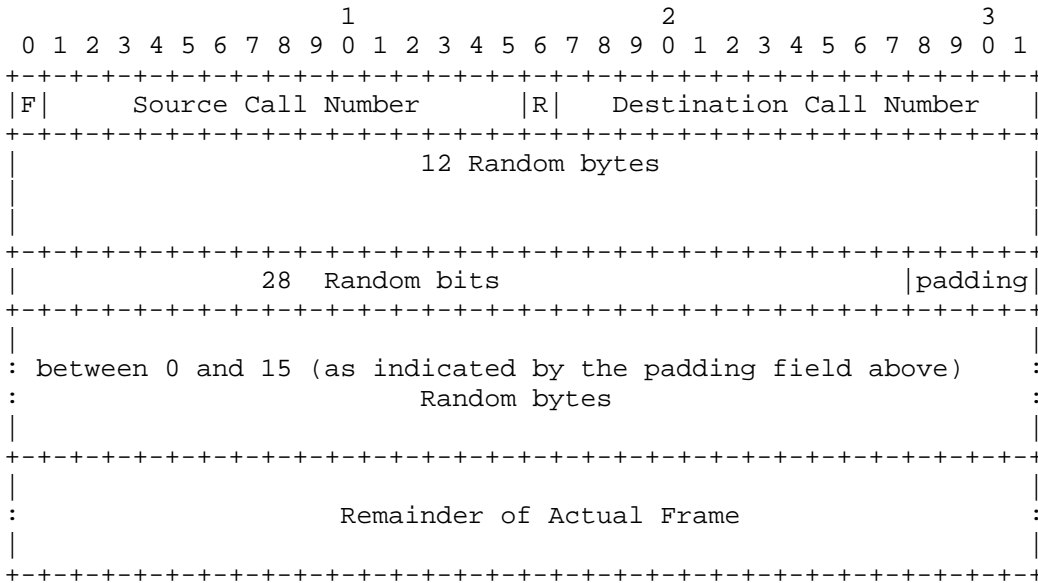 1                   2                   3
 0 1 2 3 4 5 6 7 8 9 0 1 2 3 4 5 6 7 8 9 0 1 2 3 4 5 6 7 8 9 0 1
+-+-+-+-+-+-+-+-+-+-+-+-+-+-+-+-+-+-+-+-+-+-+-+-+-+-+-+-+-+-+-+-+
|F|     Source Call Number      |R|   Destination Call Number   |
+-+-+-+-+-+-+-+-+-+-+-+-+-+-+-+-+-+-+-+-+-+-+-+-+-+-+-+-+-+-+-+-+
|                         12 Random bytes                       |
|                                                               |
|                                                               |
+-+-+-+-+-+-+-+-+-+-+-+-+-+-+-+-+-+-+-+-+-+-+-+-+-+-+-+-+-+-+-+-+
|               28  Random bits                         |padding|
+-+-+-+-+-+-+-+-+-+-+-+-+-+-+-+-+-+-+-+-+-+-+-+-+-+-+-+-+-+-+-+-+
|                                                               |
: between 0 and 15 (as indicated by the padding field above)    :
:                         Random bytes                          :
|                                                               |
+-+-+-+-+-+-+-+-+-+-+-+-+-+-+-+-+-+-+-+-+-+-+-+-+-+-+-+-+-+-+-+-+
|                                                               |
:                    Remainder of Actual Frame                  :
|                                                               |
+-+-+-+-+-+-+-+-+-+-+-+-+-+-+-+-+-+-+-+-+-+-+-+-+-+-+-+-+-+-+-+-+